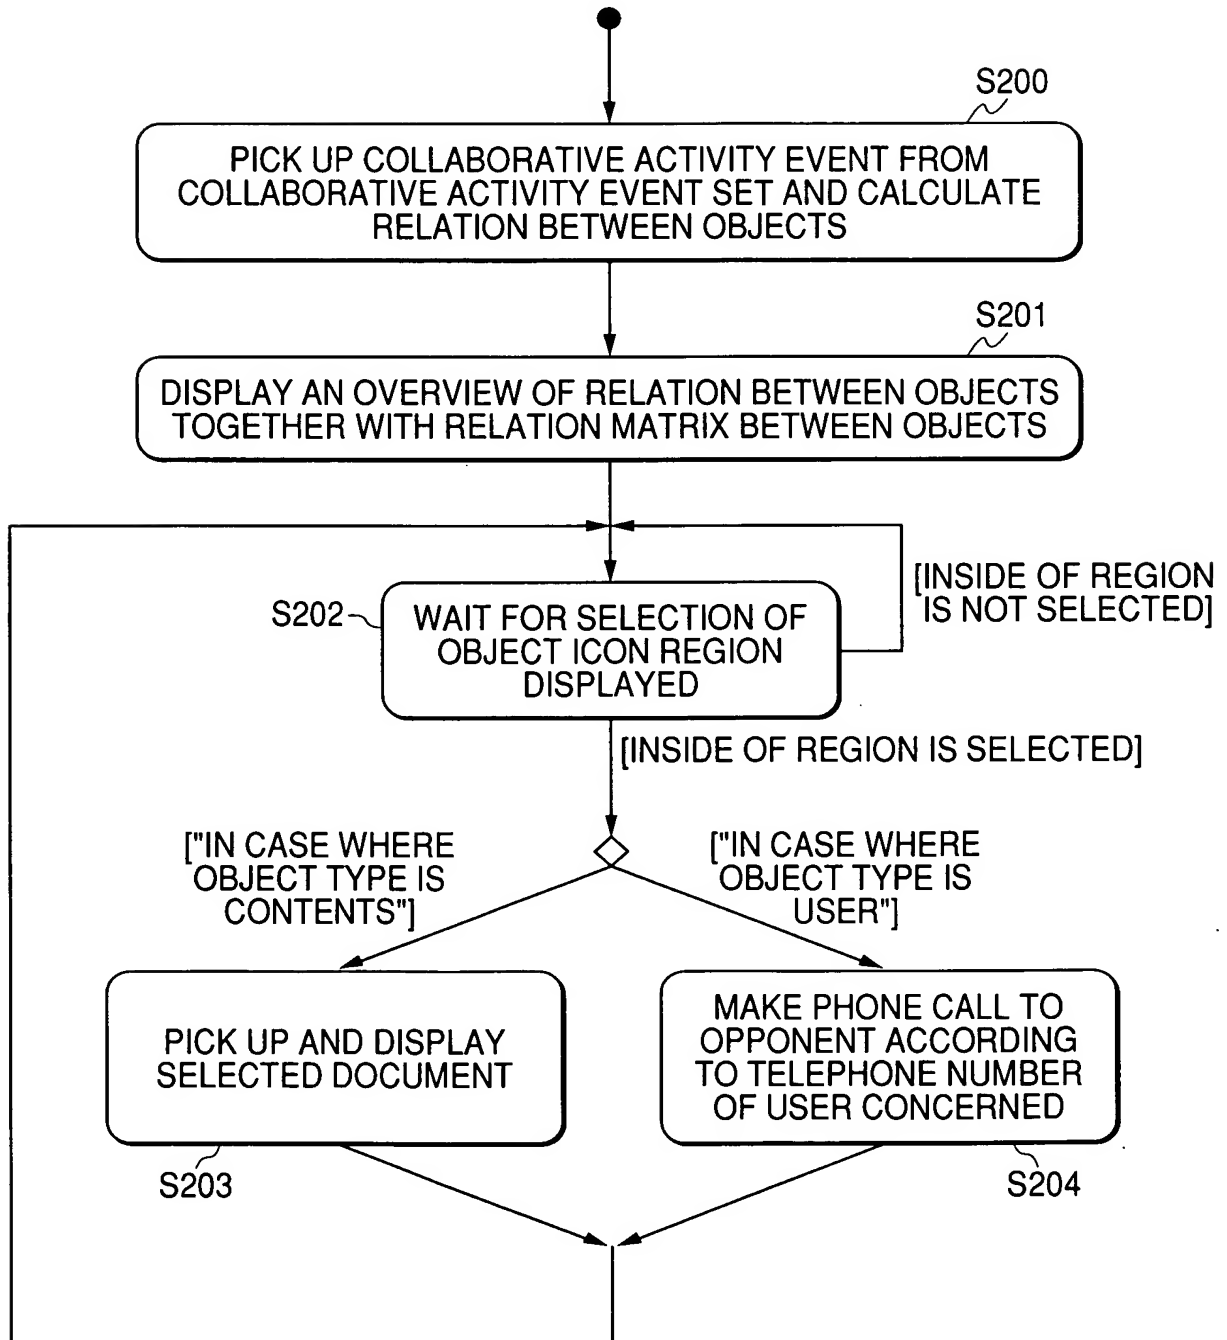 S200
PICK UP COLLABORATIVE ACTIVITY EVENT FROM
COLLABORATIVE ACTIVITY EVENT SET AND CALCULATE
RELATION BETWEEN OBJECTS
S201
DISPLAY AN OVERVIEW OF RELATION BETWEEN OBJECTS
TOGETHER WITH RELATION MATRIX BETWEEN OBJECTS
[INSIDE OF REGION
IS NOT SELECTED]
S202
WAIT FOR SELECTION OF
OBJECT ICON REGION
DISPLAYED
[INSIDE OF REGION IS SELECTED]
["IN CASE WHERE
OBJECT TYPE IS
CONTENTS"]
["IN CASE WHERE
OBJECT TYPE IS
USER"]
PICK UP AND DISPLAY
SELECTED DOCUMENT
MAKE PHONE CALL TO
OPPONENT ACCORDING
TO TELEPHONE NUMBER
OF USER CONCERNED
S203
S204